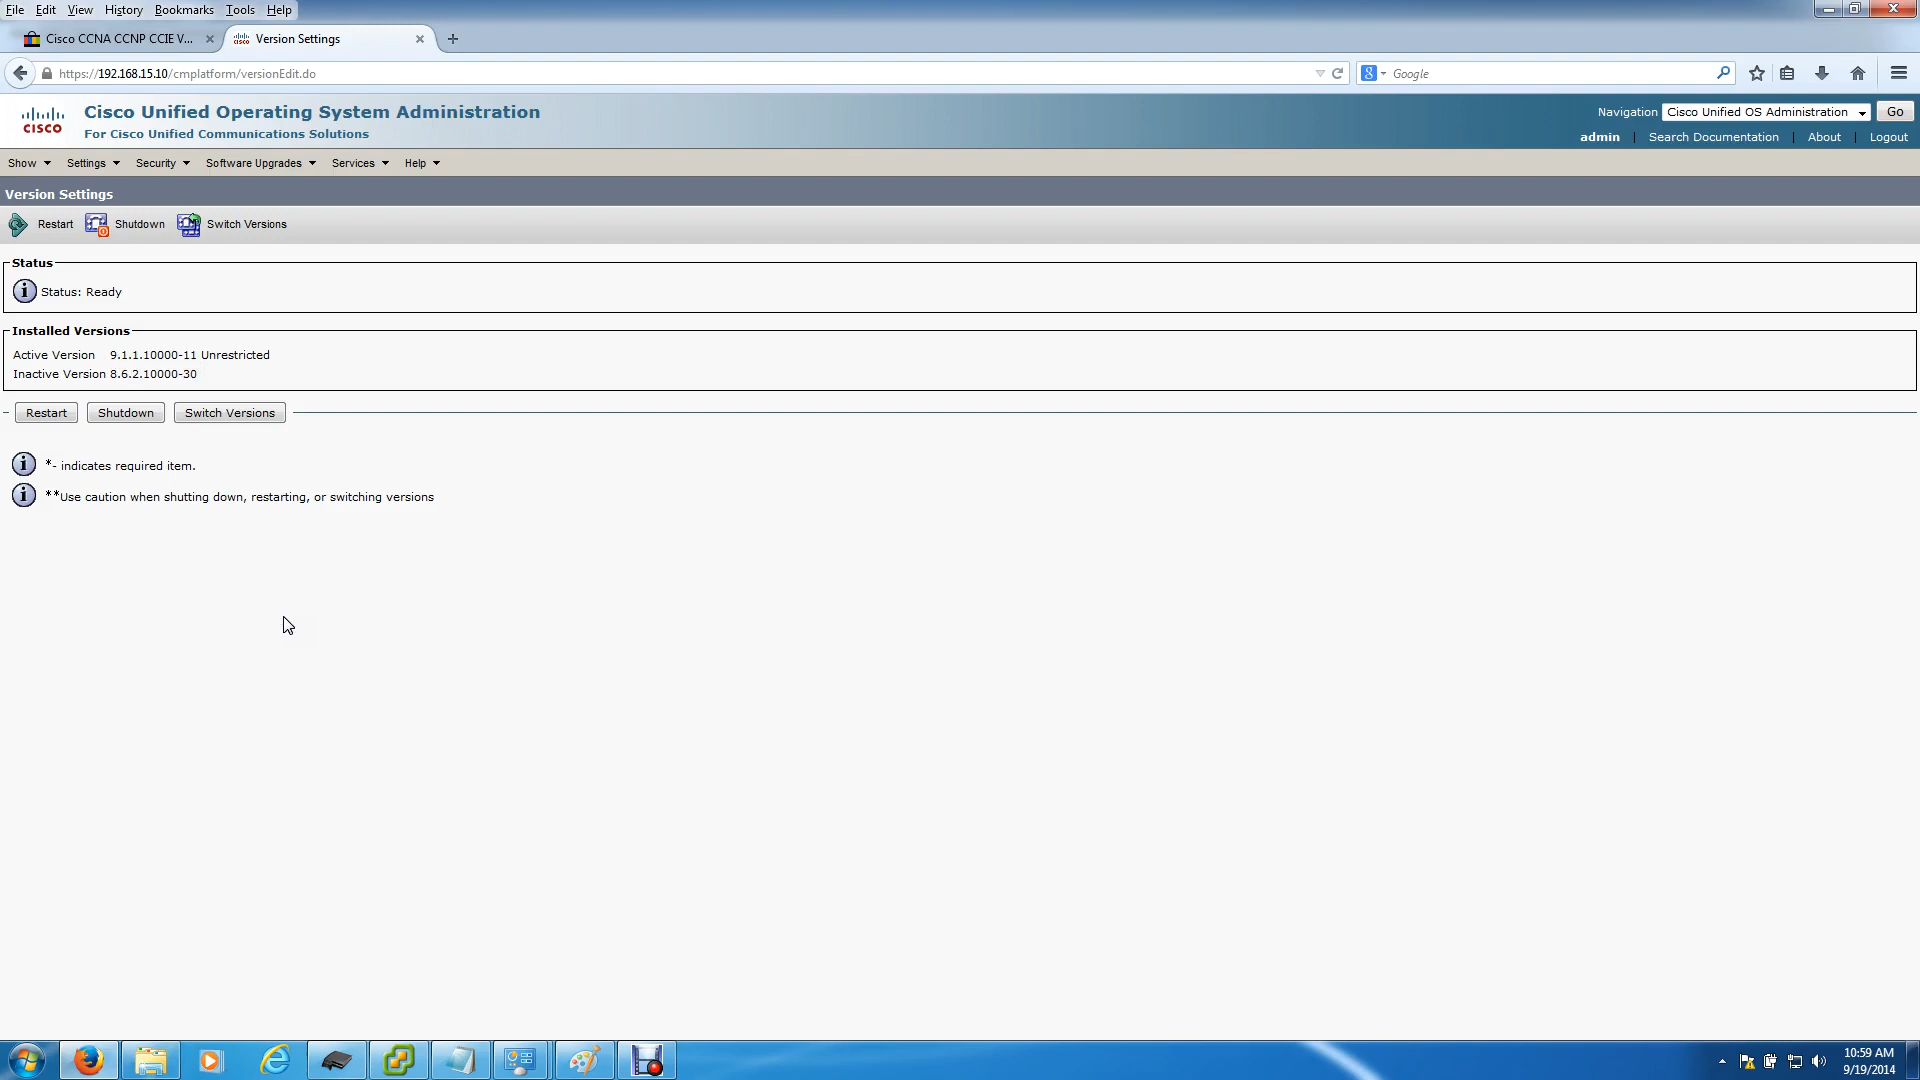 File Edit View History Bookmarks Tools Help
Cisco CCNA CCNP CCIE V... Version Settings
https://192.168.15.10/cmplatform/versionEdit.do Google
Cisco Unified Operating System Administration
For Cisco Unified Communications Solutions
CISCO
Navigation Cisco Unified OS Administration Go
admin | Search Documentation | About | Logout
Show Settings Security Software Upgrades Services Help
Version Settings
Restart Shutdown Switch Versions
Status
Status: Ready
Installed Versions
Active Version 9.1.1.10000-11 Unrestricted
Inactive Version 8.6.2.10000-30
Restart Shutdown Switch Versions
*- indicates required item.
**Use caution when shutting down, restarting, or switching versions
10:59 AM
9/19/2014